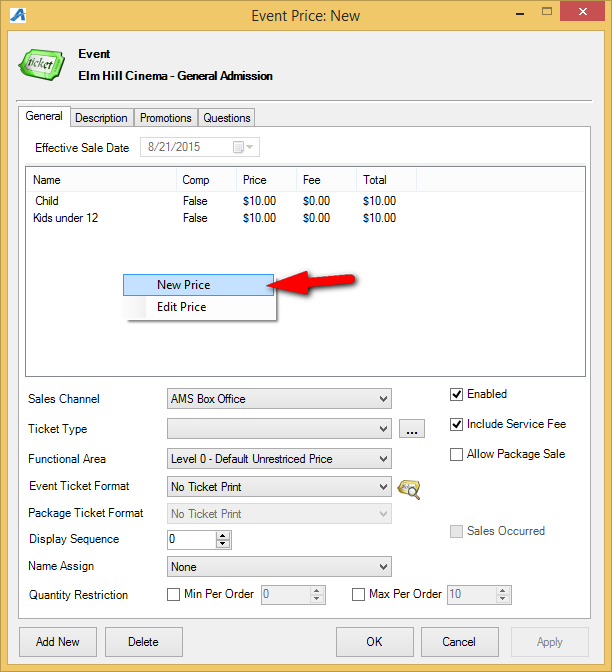 Event Price: New
ticket
Event
Elm Hill Cinema - General Admission
General Description Promotions Questions
Effective Sale Date 8/21/2015
Name Comp Price Fee Total
Child False $10.00 $0.00 $10.00
Kids under 12 False $10.00 $0.00 $10.00
New Price
Edit Price
Sales Channel AMS Box Office Enabled
Ticket Type ... Include Service Fee
Functional Area Level 0 - Default Unrestriced Price Allow Package Sale
Event Ticket Format No Ticket Print
Package Ticket Format No Ticket Print
Display Sequence 0 Sales Occurred
Name Assign None
Quantity Restriction Min Per Order 0 Max Per Order 10
Add New Delete OK Cancel Apply